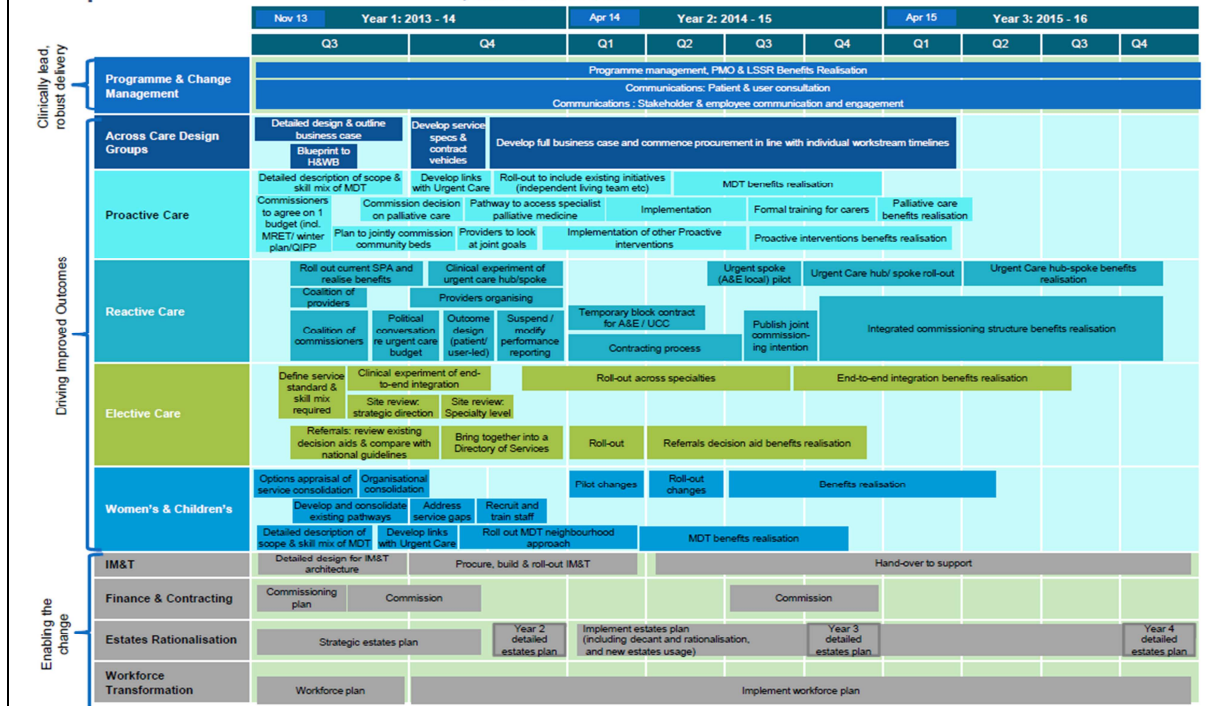 Nov 13
Year 1: 2013 - 14
Apr 14
Year 2: 2014 - 15
Apr 15
Year 3: 2015 - 16
Q3
Q4
Q1
Q2
Q3
Q4
Q1
Q2
Q3
Q4
Clinically lead,
robust delivery
Programme & Change
Management
Programme management, PMO & LSSR Benefits Realisation
Communications: Patient & user consultation
Communications : Stakeholder & employee communication and engagement
Driving Improved Outcomes
Across Care Design
Groups
Detailed design & outline
business case
Blueprint to
H&WB
Develop service
specs &
contract
vehicles
Develop full business case and commence procurement in line with individual workstream timelines
Proactive Care
Detailed description of scope &
skill mix of MDT
Develop links
with Urgent Care
Roll-out to include existing initiatives
(independent living team etc)
MDT benefits realisation
Commissioners
to agree on 1
budget (incl.
MRET/ winter
plan/QIPP
Commission decision
on palliative care
Pathway to access specialist
palliative medicine
Implementation
Formal training for carers
Palliative care
benefits realisation
Plan to jointly commission
community beds
Providers to look
at joint goals
Implementation of other Proactive
interventions
Proactive interventions benefits realisation
Reactive Care
Roll out current SPA and
realise benefits
Clinical experiment of
urgent care hub/spoke
Urgent spoke
(A&E local) pilot
Urgent Care hub/ spoke roll-out
Urgent Care hub-spoke benefits
realisation
Coalition of
providers
Providers organising
Coalition of
commissioners
Political
conversation
re urgent care
budget
Outcome
design
(patient/
user-led)
Suspend /
modify
performance
reporting
Temporary block contract
for A&E / UCC
Contracting process
Publish joint
commission-
ing intention
Integrated commissioning structure benefits realisation
Elective Care
Define service
standard &
skill mix
required
Clinical experiment of end-
to-end integration
Roll-out across specialties
End-to-end integration benefits realisation
Site review:
strategic direction
Site review:
Specialty level
Referrals: review existing
decision aids & compare with
national guidelines
Bring together into a
Directory of Services
Roll-out
Referrals decision aid benefits realisation
Women's & Children's
Options appraisal of
service consolidation
Organisational
consolidation
Pilot changes
Roll-out
changes
Benefits realisation
Develop and consolidate
existing pathways
Address
service gaps
Recruit and
train staff
Detailed description of
scope & skill mix of MDT
Develop links
with Urgent Care
Roll out MDT neighbourhood
approach
MDT benefits realisation
Enabling the
change
IM&T
Detailed design for IM&T
architecture
Procure, build & roll-out IM&T
Hand-over to support
Finance & Contracting
Commissioning
plan
Commission
Commission
Estates Rationalisation
Strategic estates plan
Year 2
detailed
estates plan
Implement estates plan
(including decant and rationalisation,
and new estates usage)
Year 3
detailed
estates plan
Year 4
detailed
estates plan
Workforce
Transformation
Workforce plan
Implement workforce plan